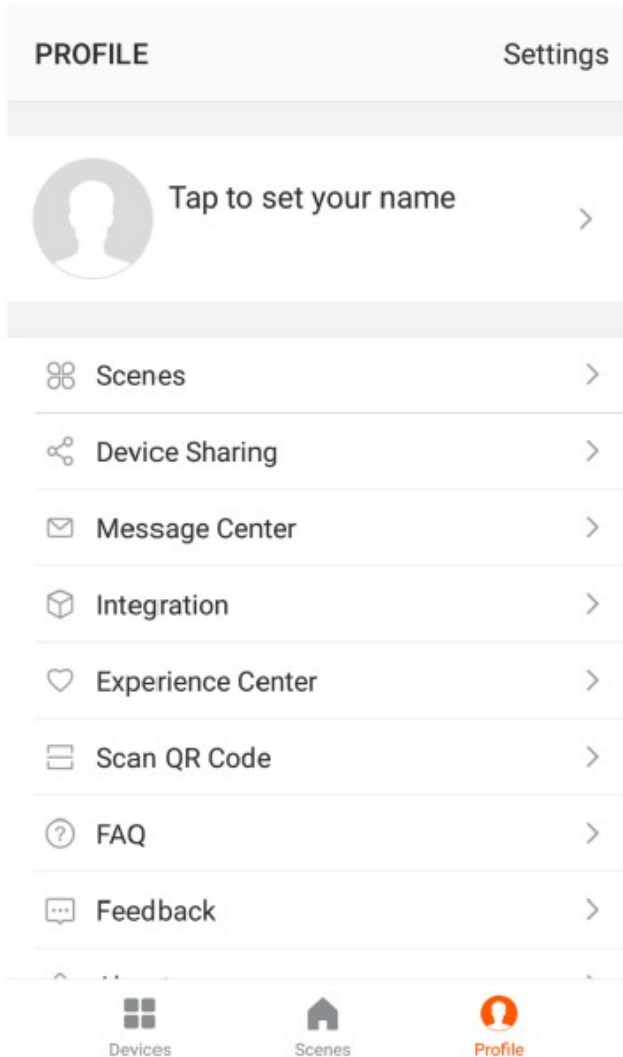 PROFILE Settings
Tap to set your name
Scenes
Device Sharing
Message Center
Integration
Experience Center
Scan QR Code
FAQ
Feedback
Devices Scenes Profile